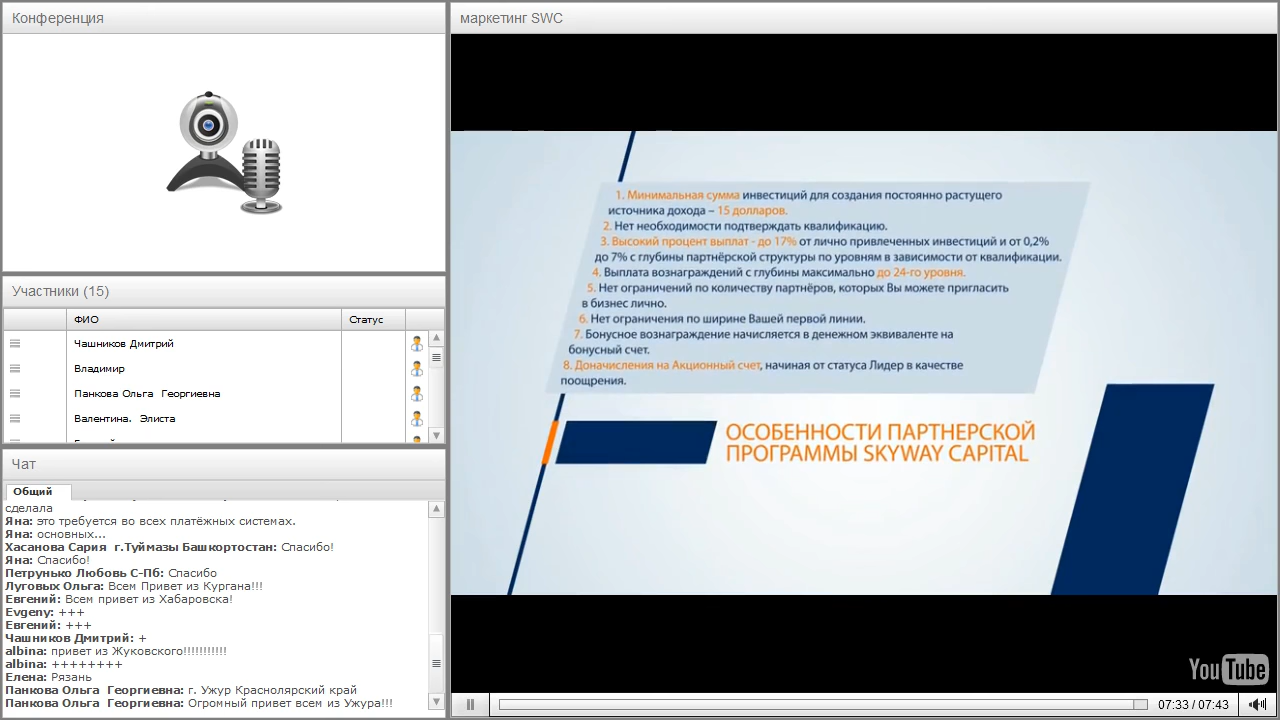 Конференция
Участники (15)
ФИО Статус
Чашников Дмитрий
Владимир
Панкова Ольга Георгиевна
Валентина. Элиста
Чат
Общий
сделала
Яна: это требуется во всех платёжных системах.
Яна: основных...
Хасанова Сария г.Туймазы Башкортостан: Спасибо!
Яна: Спасибо!
Петрунько Любовь С-Пб: Спасибо
Луговых Ольга: Всем Привет из Кургана!!!
Евгений: Всем привет из Хабаровска!
Evgeny: +++
Евгений: +++
Чашников Дмитрий: +
albina: привет из Жуковского!!!!!!!!!!!
albina: ++++++++
Елена: Рязань
Панкова Ольга Георгиевна: г. Ужур Краснолярский край
Панкова Ольга Георгиевна: Огромный привет всем из Ужура!!!
маркетинг SWC
1. Минимальная сумма инвестиций для создания постоянно растущего
источника дохода – 15 долларов.
2. Нет необходимости подтверждать квалификацию.
3. Высокий процент выплат - до 17% от лично привлеченных инвестиций и от 0,2%
до 7% с глубины партнёрской структуры по уровням в зависимости от квалификации.
4. Выплата вознаграждений с глубины максимально до 24-го уровня.
5. Нет ограничений по количеству партнёров, которых Вы можете пригласить
в бизнес лично.
6. Нет ограничения по ширине Вашей первой линии.
7. Бонусное вознаграждение начисляется в денежном эквиваленте на
бонусный счет.
8. Доначисления на Акционный счет, начиная от статуса Лидер в качестве
поощрения.
ОСОБЕННОСТИ ПАРТНЕРСКОЙ
ПРОГРАММЫ SKYWAY CAPITAL
YouTube
07:33 / 07:43